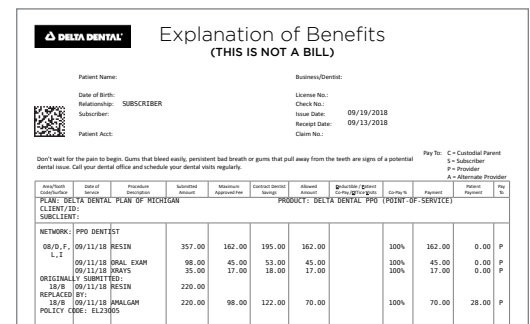 DELTA DENTAL
Explanation of Benefits
(THIS IS NOT A BILL)
Patient Name: Business/Dentist:
Date of Birth: License No.:
Relationship: SUBSCRIBER Check No.:
Subscriber: Issue Date: 09/19/2018
Receipt Date: 09/13/2018
Patient Acct: Claim No.:
Pay To: C = Custodial Parent
S = Subscriber
P = Provider
A = Alternate Provider
Don't wait for the pain to begin. Gums that bleed easily, persistent bad breath or gums that pull away from the teeth are signs of a potential
dental issue. Call your dental office and schedule your dental visits regularly.
Area/Tooth Date of Procedure Submitted Maximum Contract Dentist Allowed Deductible / Patient Patient Pay
Code/Surface Service Description Amount Approved Fee Savings Amount Co-Pay / Office Visits Co-Pay % Payment Payment To
PLAN: DELTA DENTAL PLAN OF MICHIGAN PRODUCT: DELTA DENTAL PPO (POINT-OF-SERVICE)
CLIENT/ID:
SUBCLIENT:
NETWORK: PPO DENTIST
08/D,F, 09/11/18 RESIN 357.00 162.00 195.00 162.00 100% 162.00 0.00 P
L,I
09/11/18 ORAL EXAM 98.00 45.00 53.00 45.00 100% 45.00 0.00 P
09/11/18 XRAYS 35.00 17.00 18.00 17.00 100% 17.00 0.00 P
ORIGINALLY SUBMITTED:
18/B 09/11/18 RESIN 220.00
REPLACED BY:
18/B 09/11/18 AMALGAM 220.00 98.00 122.00 70.00 100% 70.00 28.00 P
POLICY CODE: EL23005